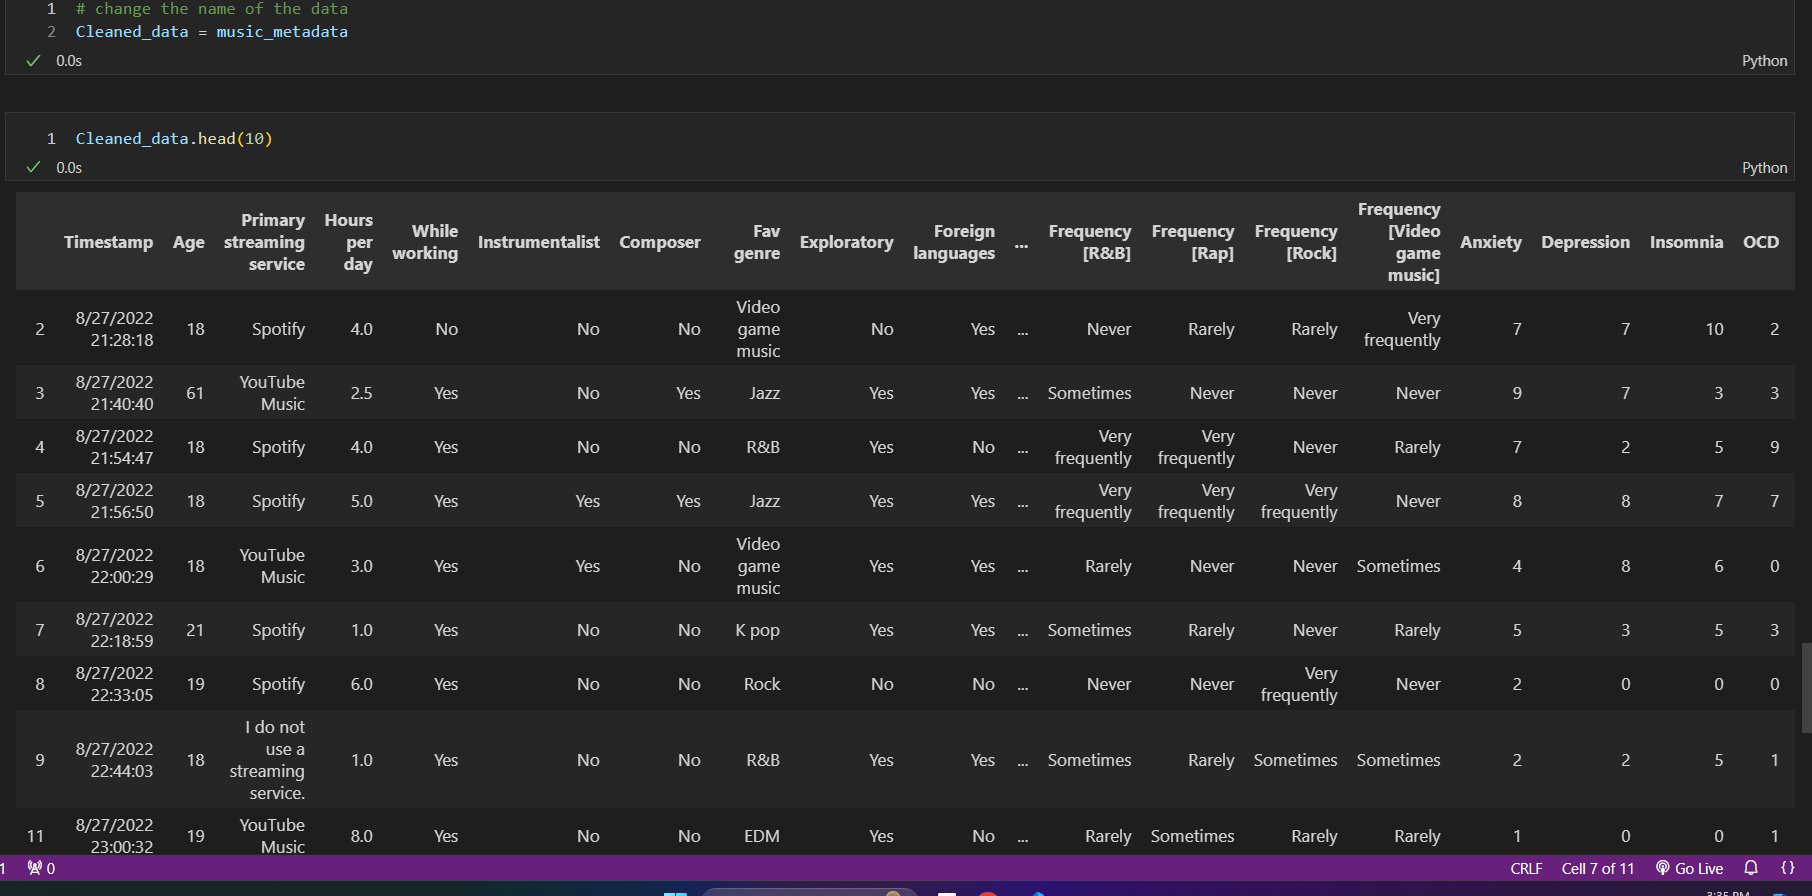 1 # change the name of the data
2 Cleaned_data = music_metadata
0.0s Python
1 Cleaned_data.head(10)
0.0s Python
Timestamp Age Primary streaming service Hours per day While working Instrumentalist Composer Fav genre Exploratory Foreign languages ... Frequency [R&B] Frequency [Rap] Frequency [Rock] Frequency [Video game music] Anxiety Depression Insomnia OCD
2 8/27/2022 21:28:18 18 Spotify 4.0 No No No Video game music No Yes ... Never Rarely Rarely Very frequently 7 7 10 2
3 8/27/2022 21:40:40 61 YouTube Music 2.5 Yes No Yes Jazz Yes Yes ... Sometimes Never Never Never 9 7 3 3
4 8/27/2022 21:54:47 18 Spotify 4.0 Yes No No R&B Yes No ... Very frequently Very frequently Never Rarely 7 2 5 9
5 8/27/2022 21:56:50 18 Spotify 5.0 Yes Yes Yes Jazz Yes Yes ... Very frequently Very frequently Very frequently Never 8 8 7 7
6 8/27/2022 22:00:29 18 YouTube Music 3.0 Yes Yes No Video game music Yes Yes ... Rarely Never Never Sometimes 4 8 6 0
7 8/27/2022 22:18:59 21 Spotify 1.0 Yes No No K pop Yes Yes ... Sometimes Rarely Never Rarely 5 3 5 3
8 8/27/2022 22:33:05 19 Spotify 6.0 Yes No No Rock No No ... Never Never Very frequently Never 2 0 0 0
9 8/27/2022 22:44:03 18 I do not use a streaming service. 1.0 Yes No No R&B Yes Yes ... Sometimes Rarely Sometimes Sometimes 2 2 5 1
11 8/27/2022 23:00:32 19 YouTube Music 8.0 Yes No No EDM Yes No ... Rarely Sometimes Rarely Rarely 1 0 0 1
1 0 CRLF Cell 7 of 11 Go Live {}
3:35 PM